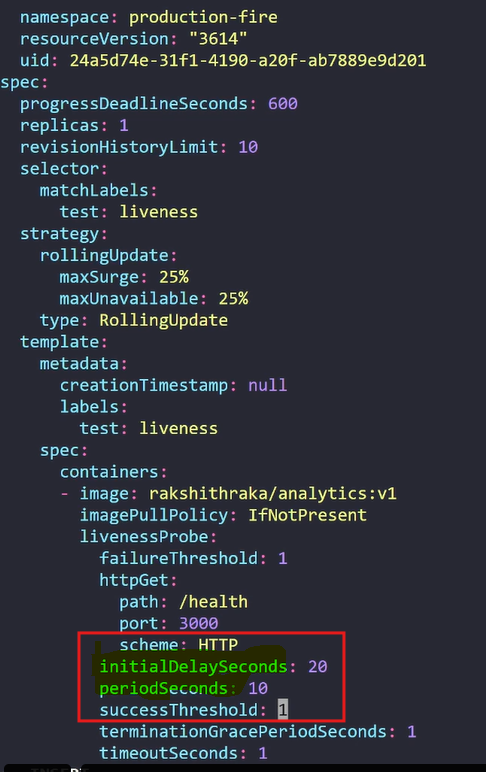 namespace: production-fire
resourceVersion: "3614"
uid: 24a5d74e-31f1-4190-a20f-ab7889e9d201
spec:
progressDeadlineSeconds: 600
replicas: 1
revisionHistoryLimit: 10
selector:
matchLabels:
test: liveness
strategy:
rollingUpdate:
maxSurge: 25%
maxUnavailable: 25%
type: RollingUpdate
template:
metadata:
creationTimestamp: null
labels:
test: liveness
spec:
containers:
- image: rakshithraka/analytics:v1
imagePullPolicy: IfNotPresent
livenessProbe:
failureThreshold: 1
httpGet:
path: /health
port: 3000
scheme: HTTP
initialDelaySeconds: 20
periodSeconds: 10
successThreshold: 1
terminationGracePeriodSeconds: 1
timeoutSeconds: 1